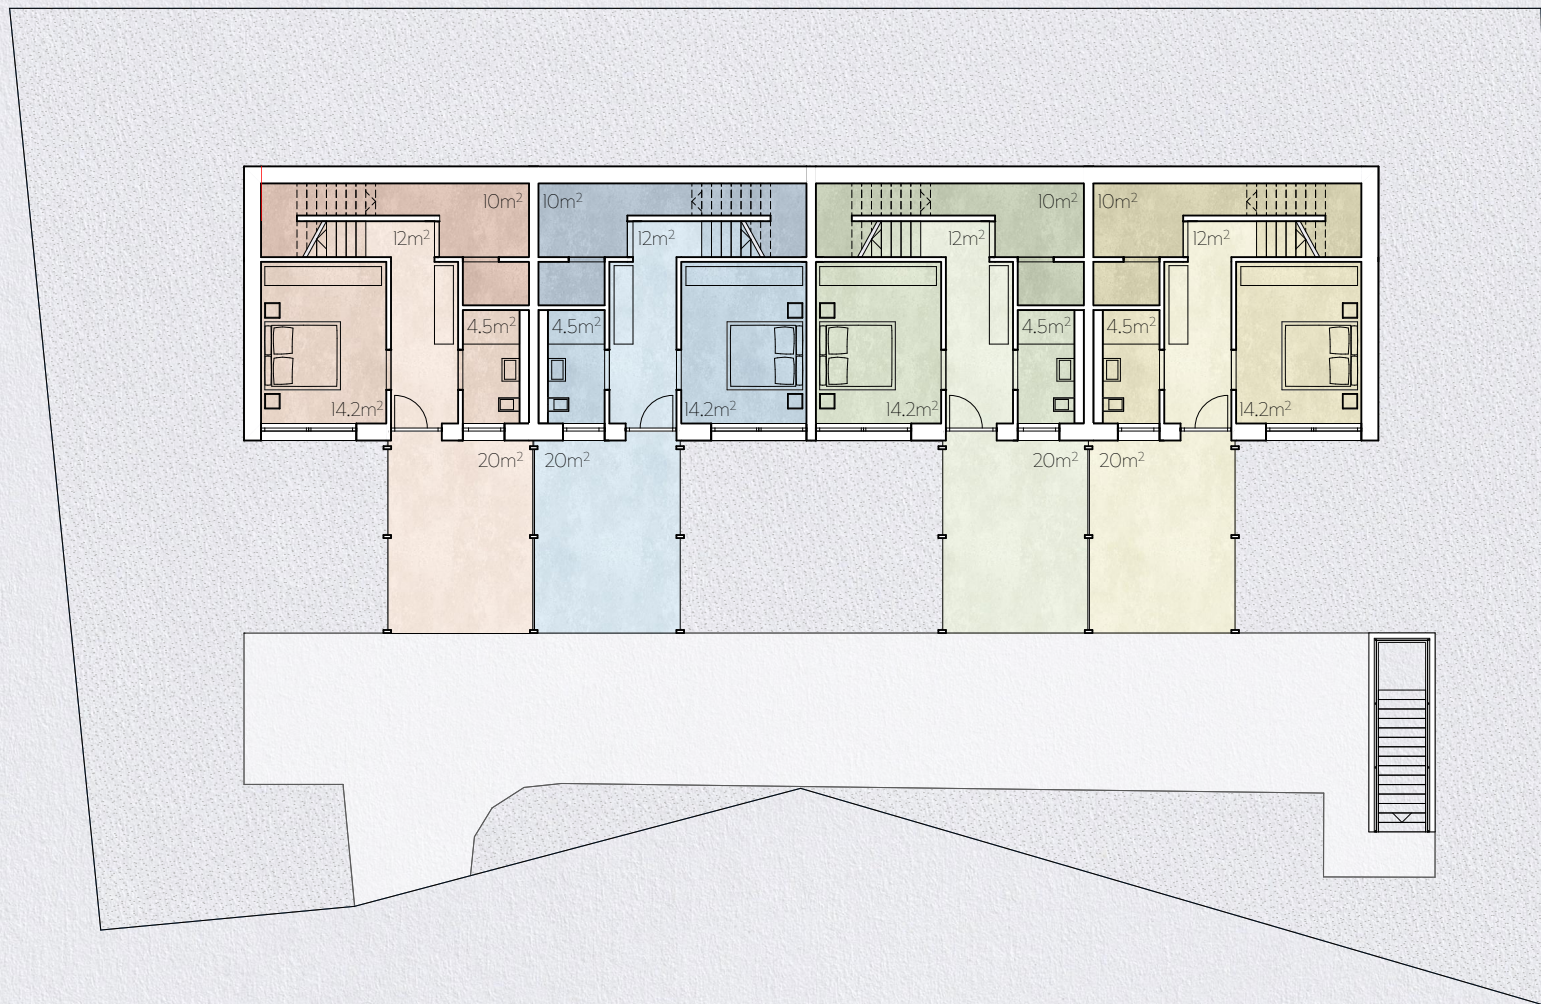 10m² 10m² 10m² 10m²
12m² 12m² 12m² 12m²
4.5m² 4.5m² 4.5m² 4.5m²
14.2m² 14.2m² 14.2m² 14.2m²
20m² 20m² 20m² 20m²